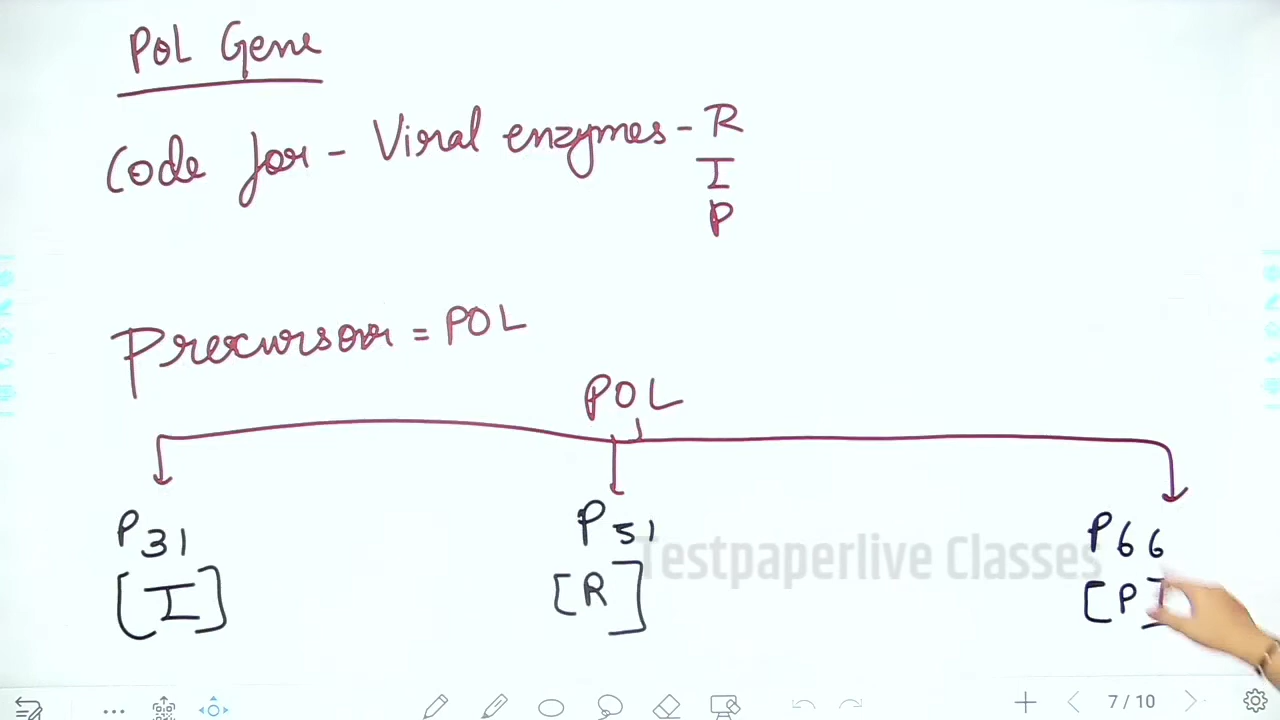 POL Gene
Code for - Viral enzymes - R
I
P
Precursor = POL
POL
P31 P51 P66
Testpaperlive Classes
[I] [R] [P]
7 / 10